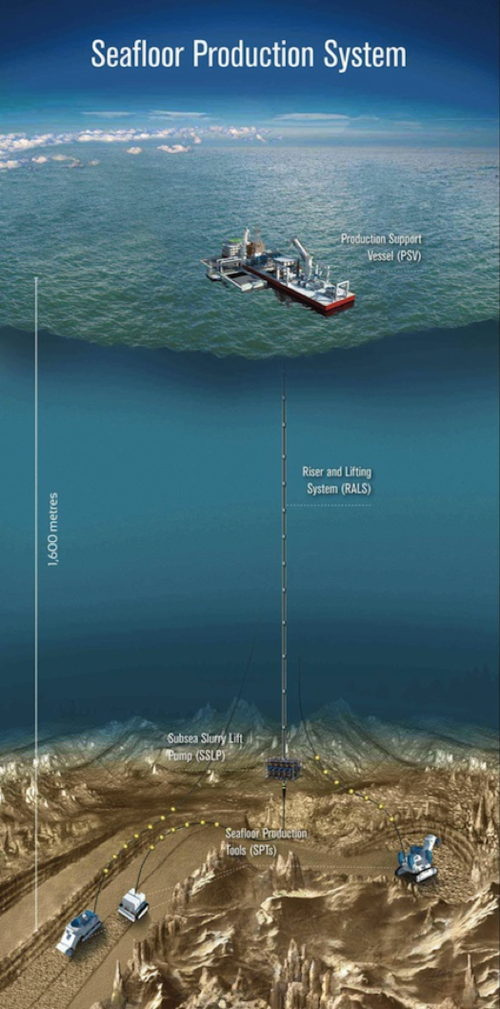 Seafloor Production System
Production Support
Vessel (PSV)
Riser and Lifting
System (RALS)
1,600 metres
Subsea Slurry Lift
Pump (SSLP)
Seafloor Production
Tools (SPTs)